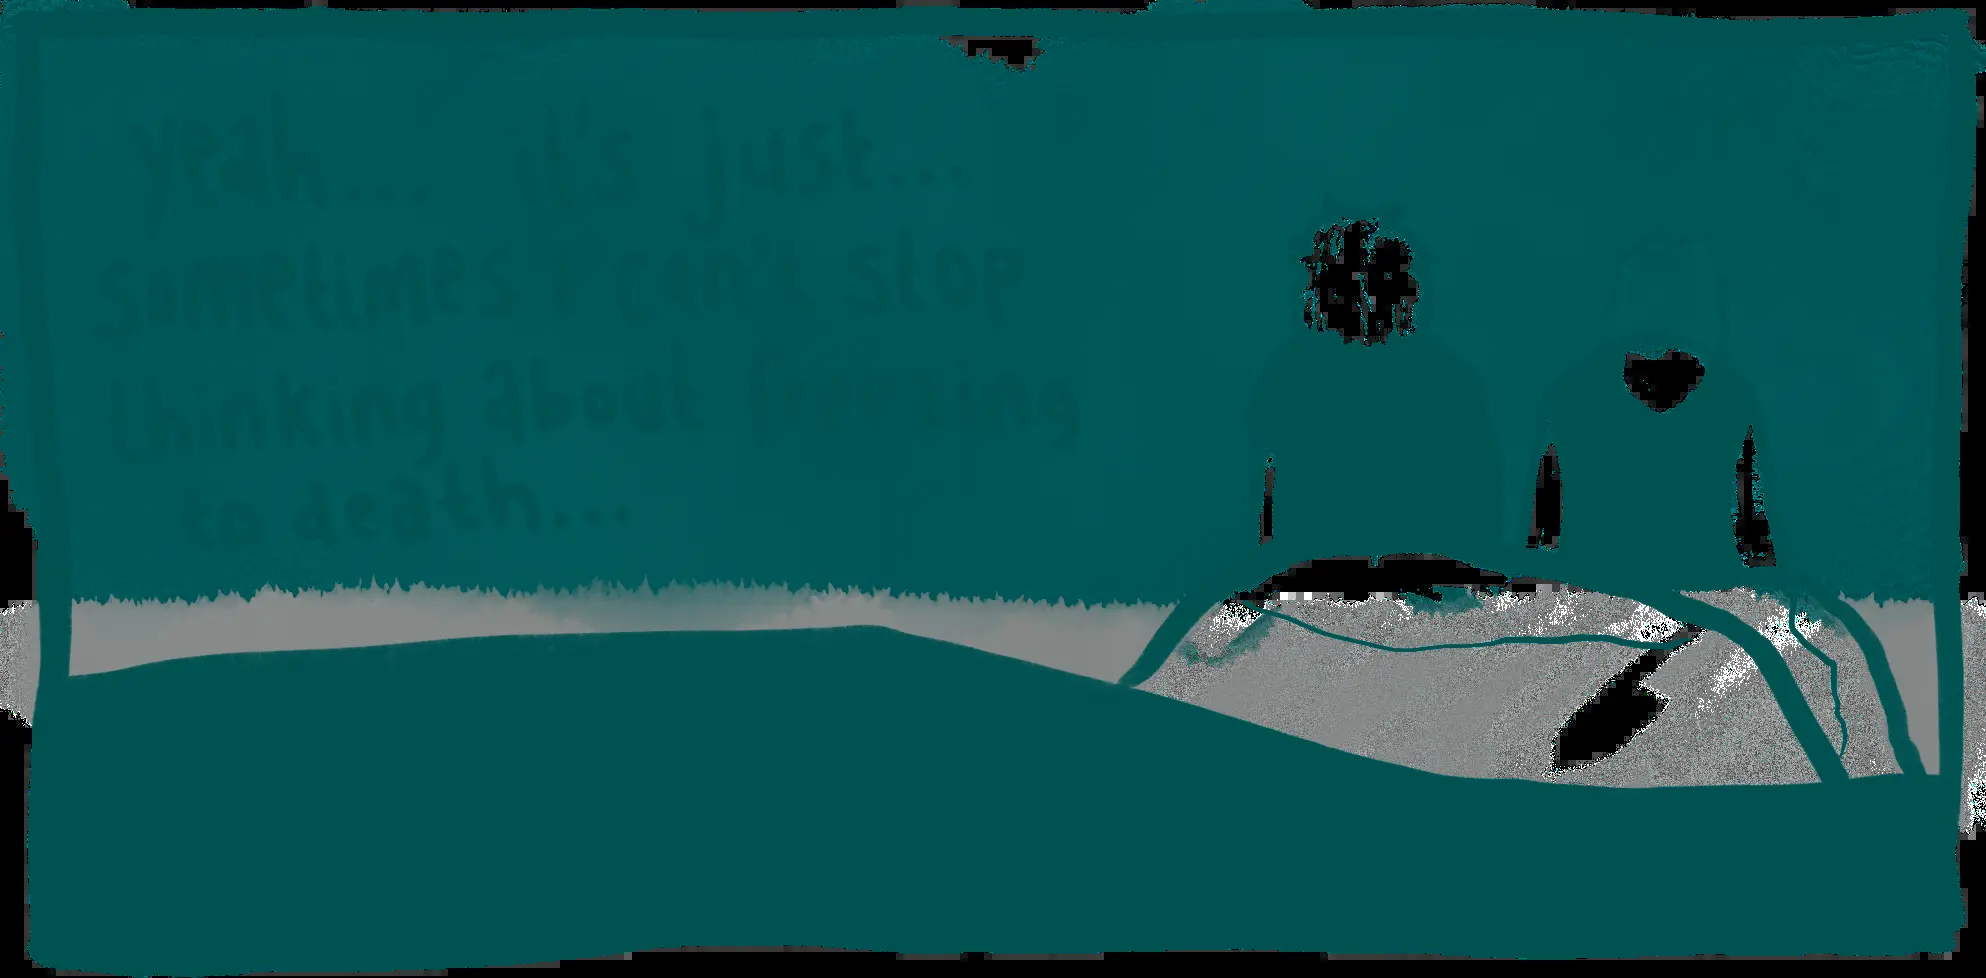 yeah... it's just...
sometimes I can't stop
thinking about freezing
to death...